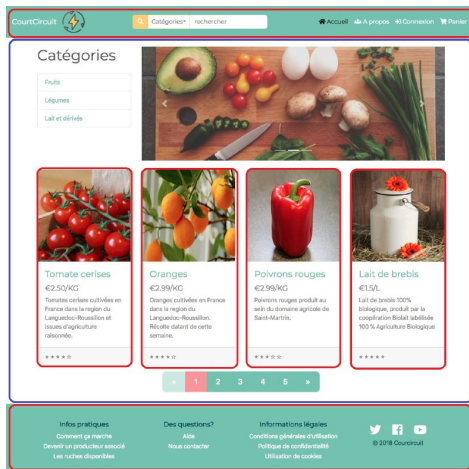 CourtCircuit
Catégories
rechercher
Accueil
A propos
Connexion
Panier
Catégories
Fruits
Légumes
Lait et dérivés
Tomate cerises
€2.50/KG
Tomates cerises cultivées en
France dans la region du
Languedoc-Roussillon et
issues d'agriculture
raisonnée.
★★★★☆
Oranges
€2.99/KG
Oranges cultivées en France
dans la region du
Languedoc-Roussillon.
Récolte datant de cette
semaine.
★★★★☆
Poivrons rouges
€2.99/KG
Poivrons rouges produit au
sein du domaine agricole de
Saint-Martrin.
★★★☆☆
Lait de brebis
€1.5/L
Lait de brebis 100%
biologique, produit par la
coopération Biolait labélisée
100 % Agriculture Biologique
★★★★★
« 1 2 3 4 5 »
Infos pratiques
Comment ça marche
Devenir un producteur associé
Les ruches disponibles
Des questions?
Aide
Nous contacter
Informations légales
Conditions générales d'utilisation
Politique de confidentialité
Utilisation de cookies
© 2018 Courcircuit